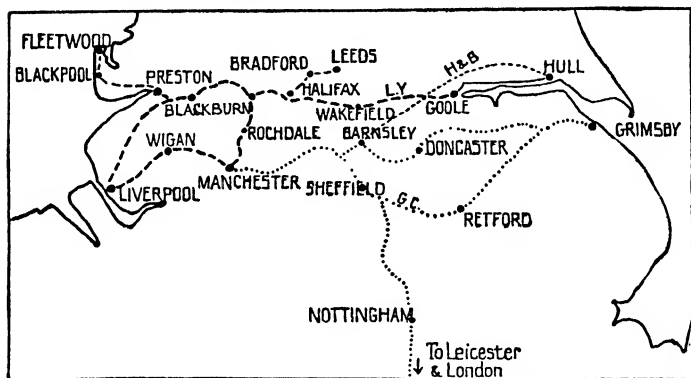 FLEETWOOD
BLACKPOOL
PRESTON
BLACKBURN
BRADFORD
LEEDS
HALIFAX
WAKEFIELD
L.Y
H&B
HULL
GOOLE
GRIMSBY
ROCHDALE
BARNSLEY
DONCASTER
WIGAN
LIVERPOOL
MANCHESTER
SHEFFIELD
G.C.
RETFORD
NOTTINGHAM
To Leicester
& London